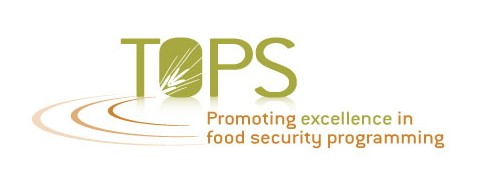 TOPS
Promoting excellence in
food security programming